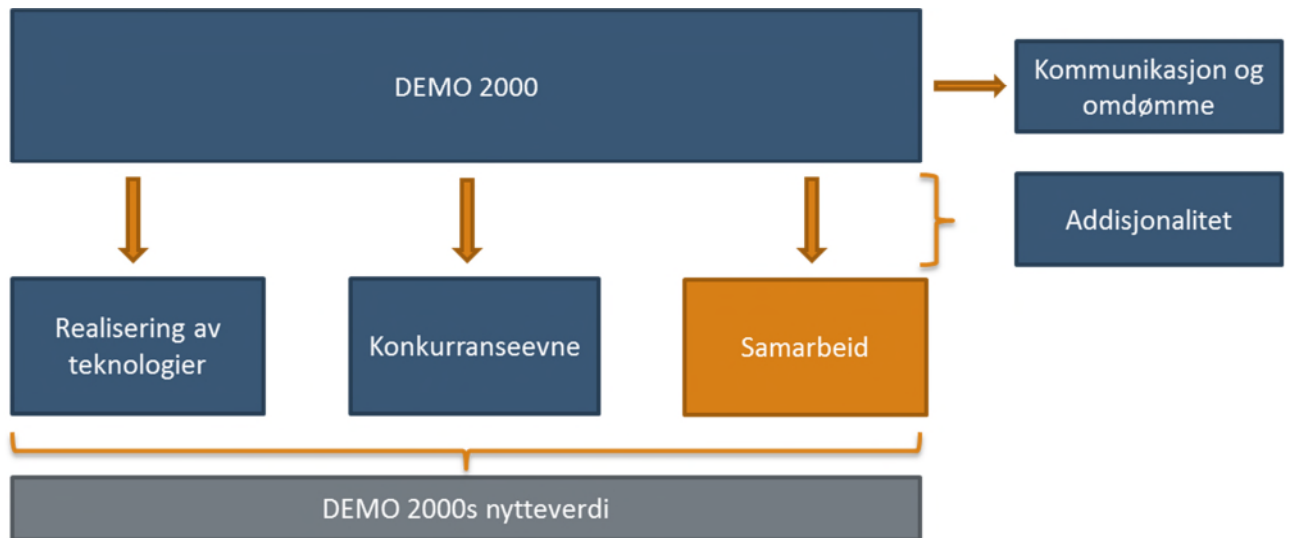 DEMO 2000
Kommunikasjon og
omdømme
Addisjonalitet
Realisering av
teknologier
Konkurranseevne
Samarbeid
DEMO 2000s nytteverdi